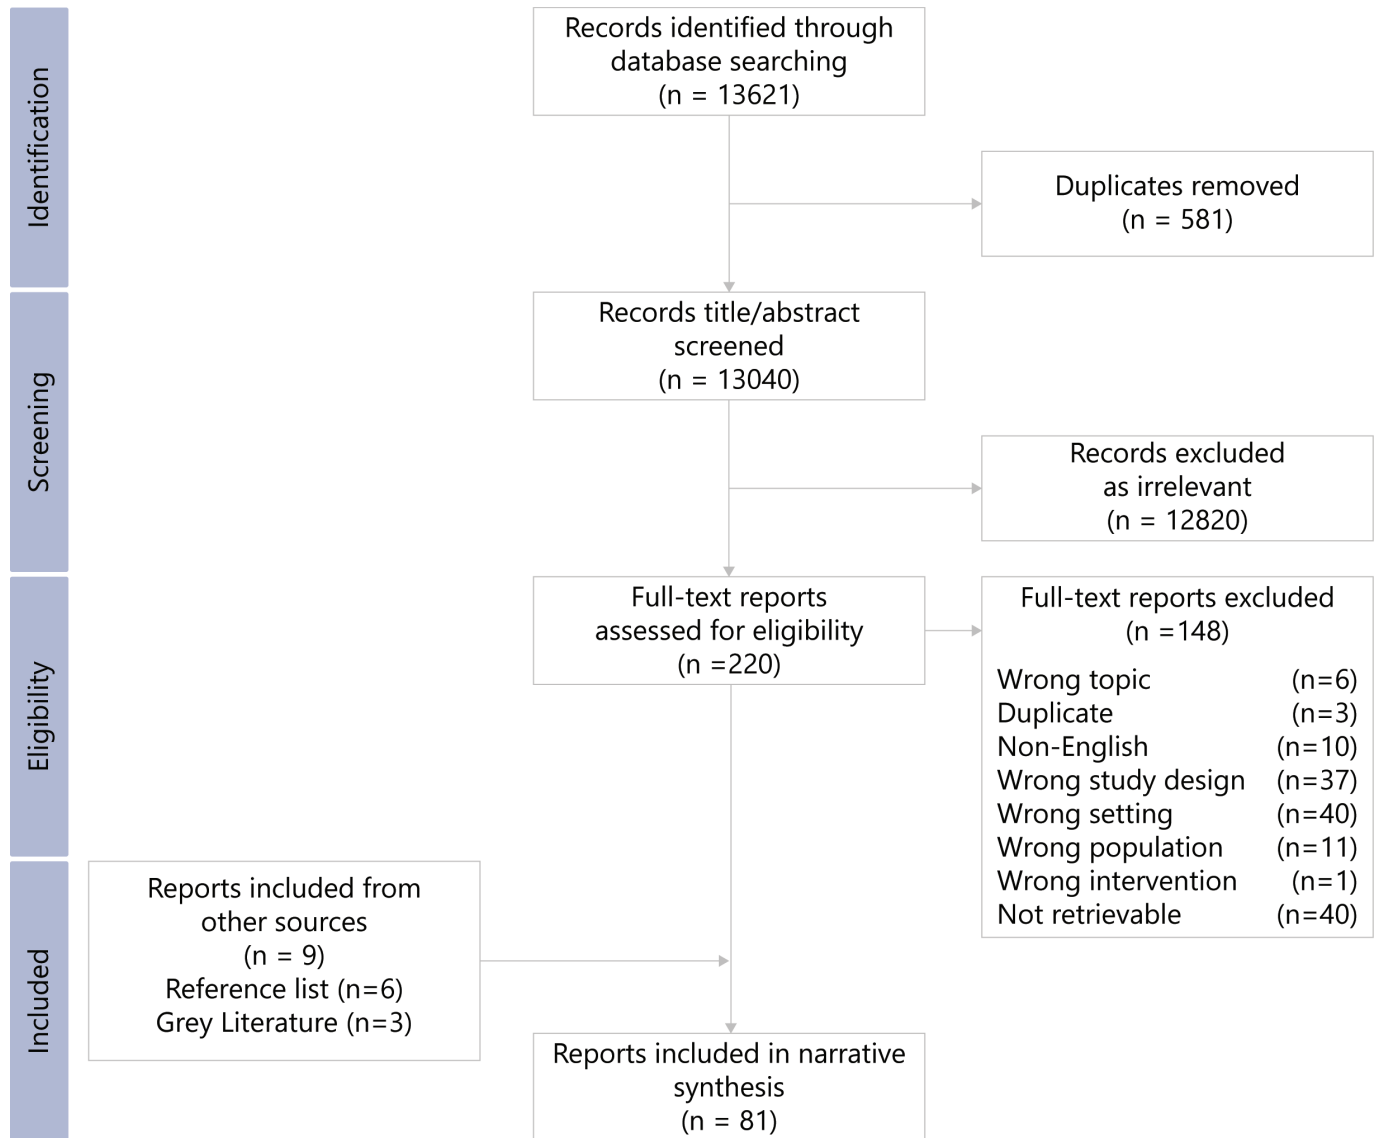 Identification
Records identified through
database searching
(n = 13621)
Duplicates removed
(n = 581)
Screening
Records title/abstract
screened
(n = 13040)
Records excluded
as irrelevant
(n = 12820)
Eligibility
Full-text reports
assessed for eligibility
(n =220)
Full-text reports excluded
(n =148)
Wrong topic (n=6)
Duplicate (n=3)
Non-English (n=10)
Wrong study design (n=37)
Wrong setting (n=40)
Wrong population (n=11)
Wrong intervention (n=1)
Not retrievable (n=40)
Included
Reports included from
other sources
(n = 9)
Reference list (n=6)
Grey Literature (n=3)
Reports included in narrative
synthesis
(n = 81)